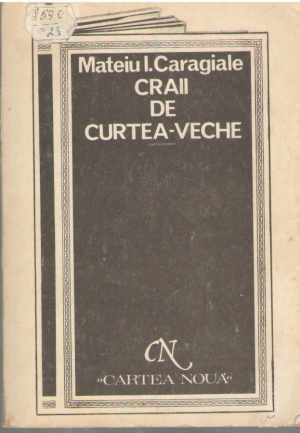 Mateiu I. Caragiale
CRAII
DE
CURTEA-VECHE
CN
»CARTEA NOUĂ«